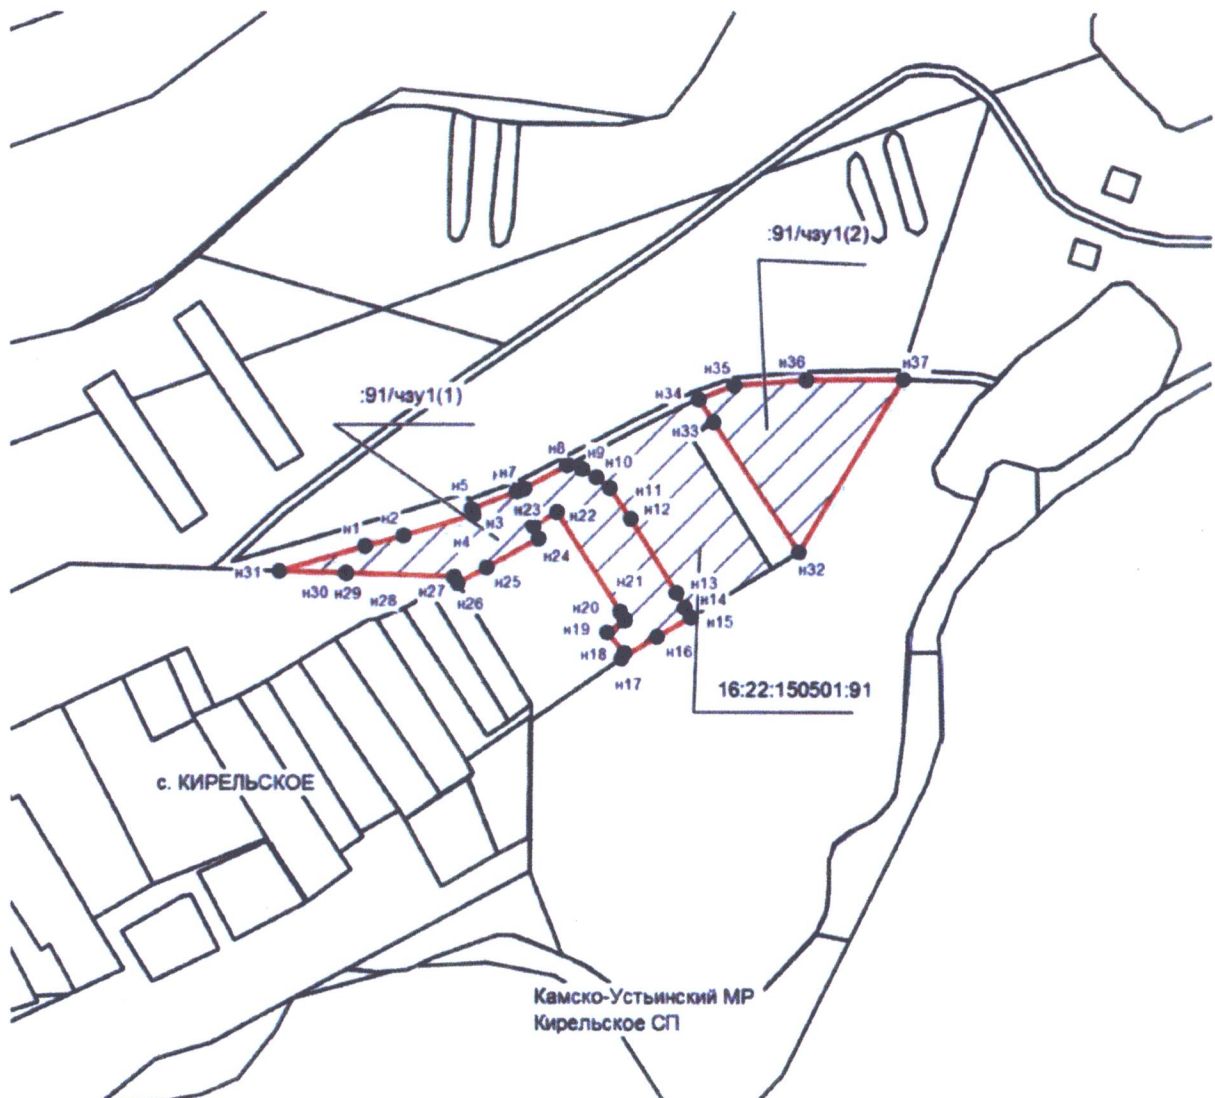 :91/чзу1(2)
н35
н36
н37
н34
:91/чзу1(1)
н33
н8
н9
н7
н10
н5
н11
н1
н2
н3
н23
н22
н12
н4
н24
н32
н31
н25
н30
н29
н28
н27
н26
н21
н13
н20
н14
н19
н15
н18
н16
н17
16:22:150501:91
с. КИРЕЛЬСКОЕ
Камско-Устьинский МР
Кирельское СП